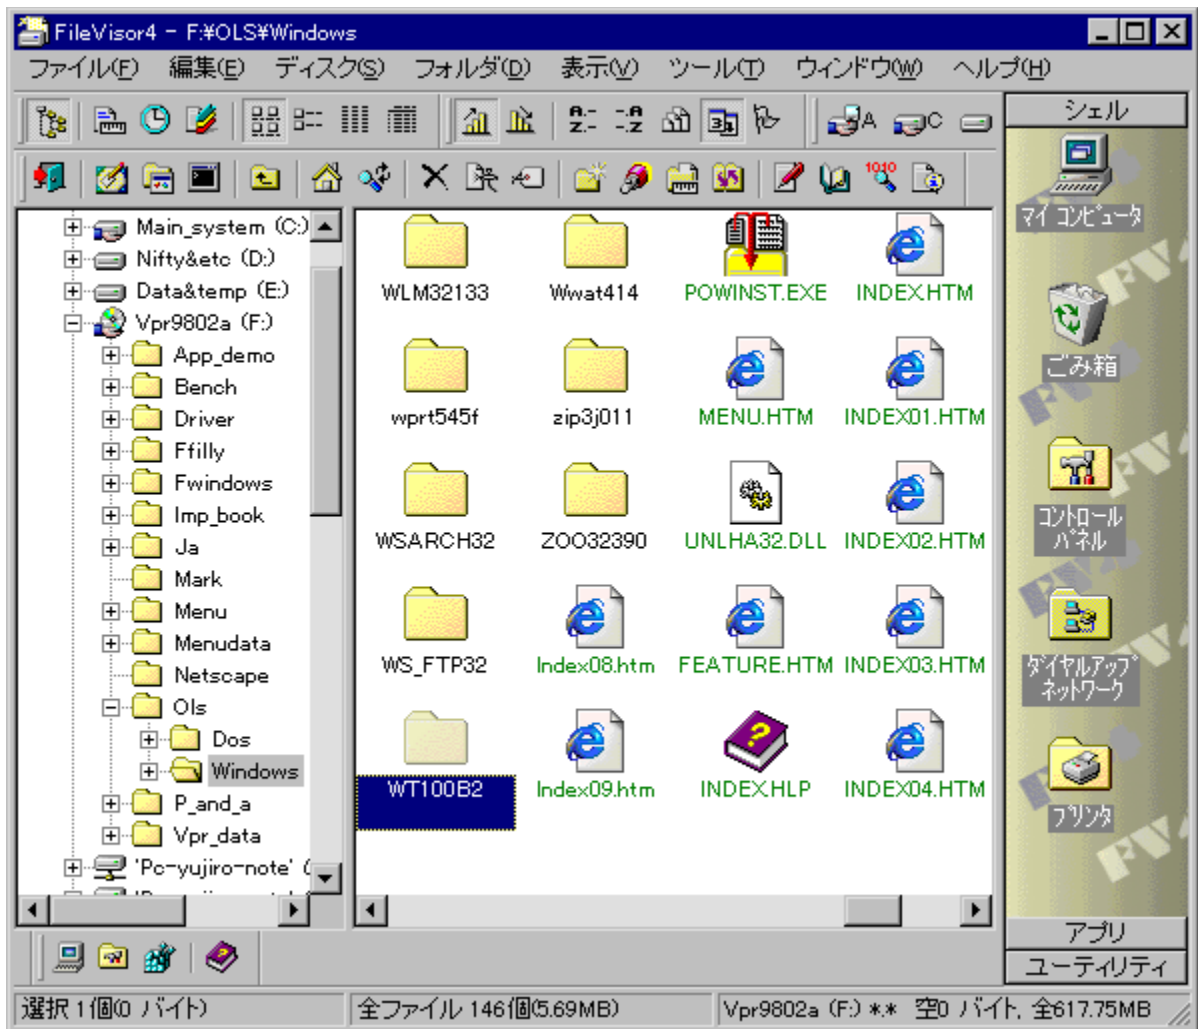 FileVisor4 - F:¥OLS¥Windows
ファイル(F) 編集(E) ディスク(S) フォルダ(D) 表示(V) ツール(T) ウィンドウ(W) ヘルプ(H)
A C
1010
Main_system (C:)
Nifty&etc (D:)
Data&temp (E:)
Vpr9802a (F:)
App_demo
Bench
Driver
Ffilly
Fwindows
Imp_book
Ja
Mark
Menu
Menudata
Netscape
Ols
Dos
Windows
P_and_a
Vpr_data
'Pc-yujiro-note' (
WLM32133 Wwat414 POWINST.EXE INDEX.HTM
wprt545f zip3j011 MENU.HTM INDEX01.HTM
WSARCH32 ZOO32390 UNLHA32.DLL INDEX02.HTM
WS_FTP32 Index08.htm FEATURE.HTM INDEX03.HTM
WT100B2 Index09.htm INDEX.HLP INDEX04.HTM
シェル
マイ コンピュータ
ごみ箱
コントロール
パネル
ダイヤルアップ
ネットワーク
プリンタ
アプリ
ユーティリティ
選択 1個(0 バイト) 全ファイル 146個(5.69MB) Vpr9802a (F:) *.* 空0 バイト, 全617.75MB